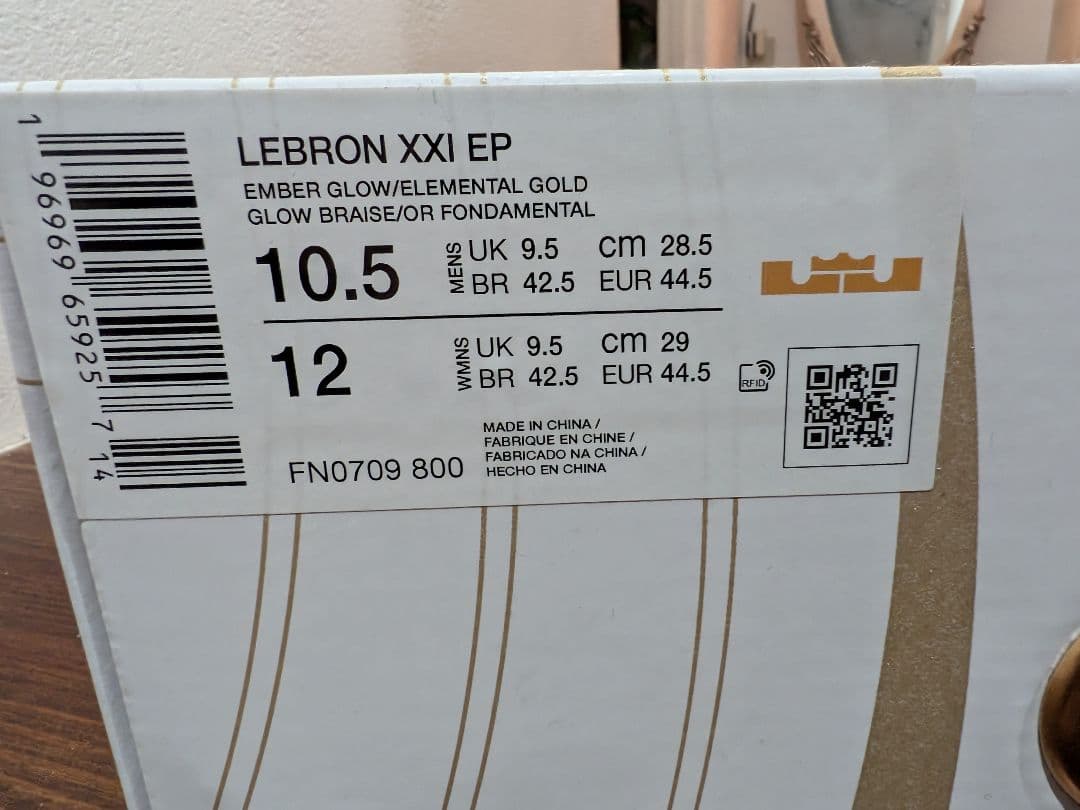 LEBRON XXI EP
EMBER GLOW/ELEMENTAL GOLD
GLOW BRAISE/OR FONDAMENTAL
10.5 MENS UK 9.5 cm 28.5
BR 42.5 EUR 44.5
12 WMNS UK 9.5 cm 29
BR 42.5 EUR 44.5
RFID
MADE IN CHINA /
FABRIQUE EN CHINE /
FABRICADO NA CHINA /
HECHO EN CHINA
FN0709 800
1 96969 65925 7 14